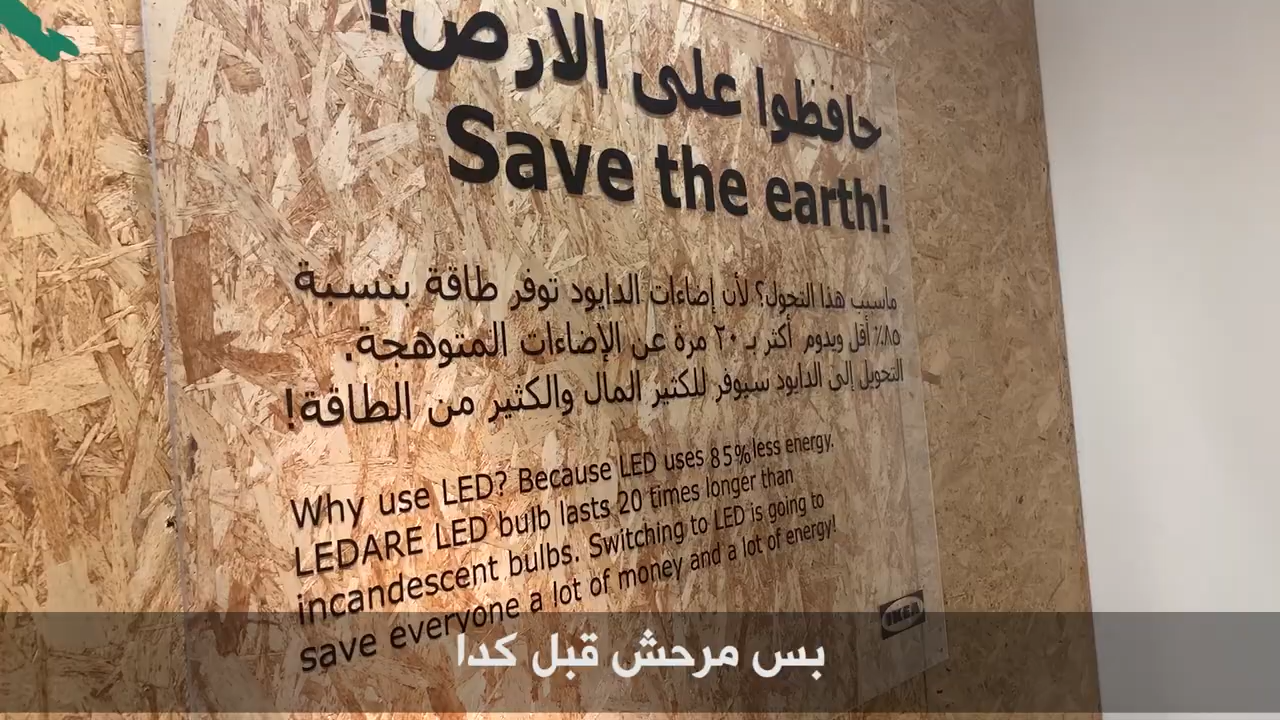 حافظوا على الارض!
Save the earth!
ماسبب هذا التحول؟ لأن إضاءات الدايود توفر طاقة بنسبة
٨٥٪ أقل ويدوم أكثر بـ ٢٠ مرة عن الإضاءات المتوهجة.
التحويل إلى الدايود سيوفر للكثير المال والكثير من الطاقة!
Why use LED? Because LED uses 85% less energy.
LEDARE LED bulb lasts 20 times longer than
incandescent bulbs. Switching to LED is going to
save everyone a lot of money and a lot of energy!
IKEA
بس مرحش قبل كدا